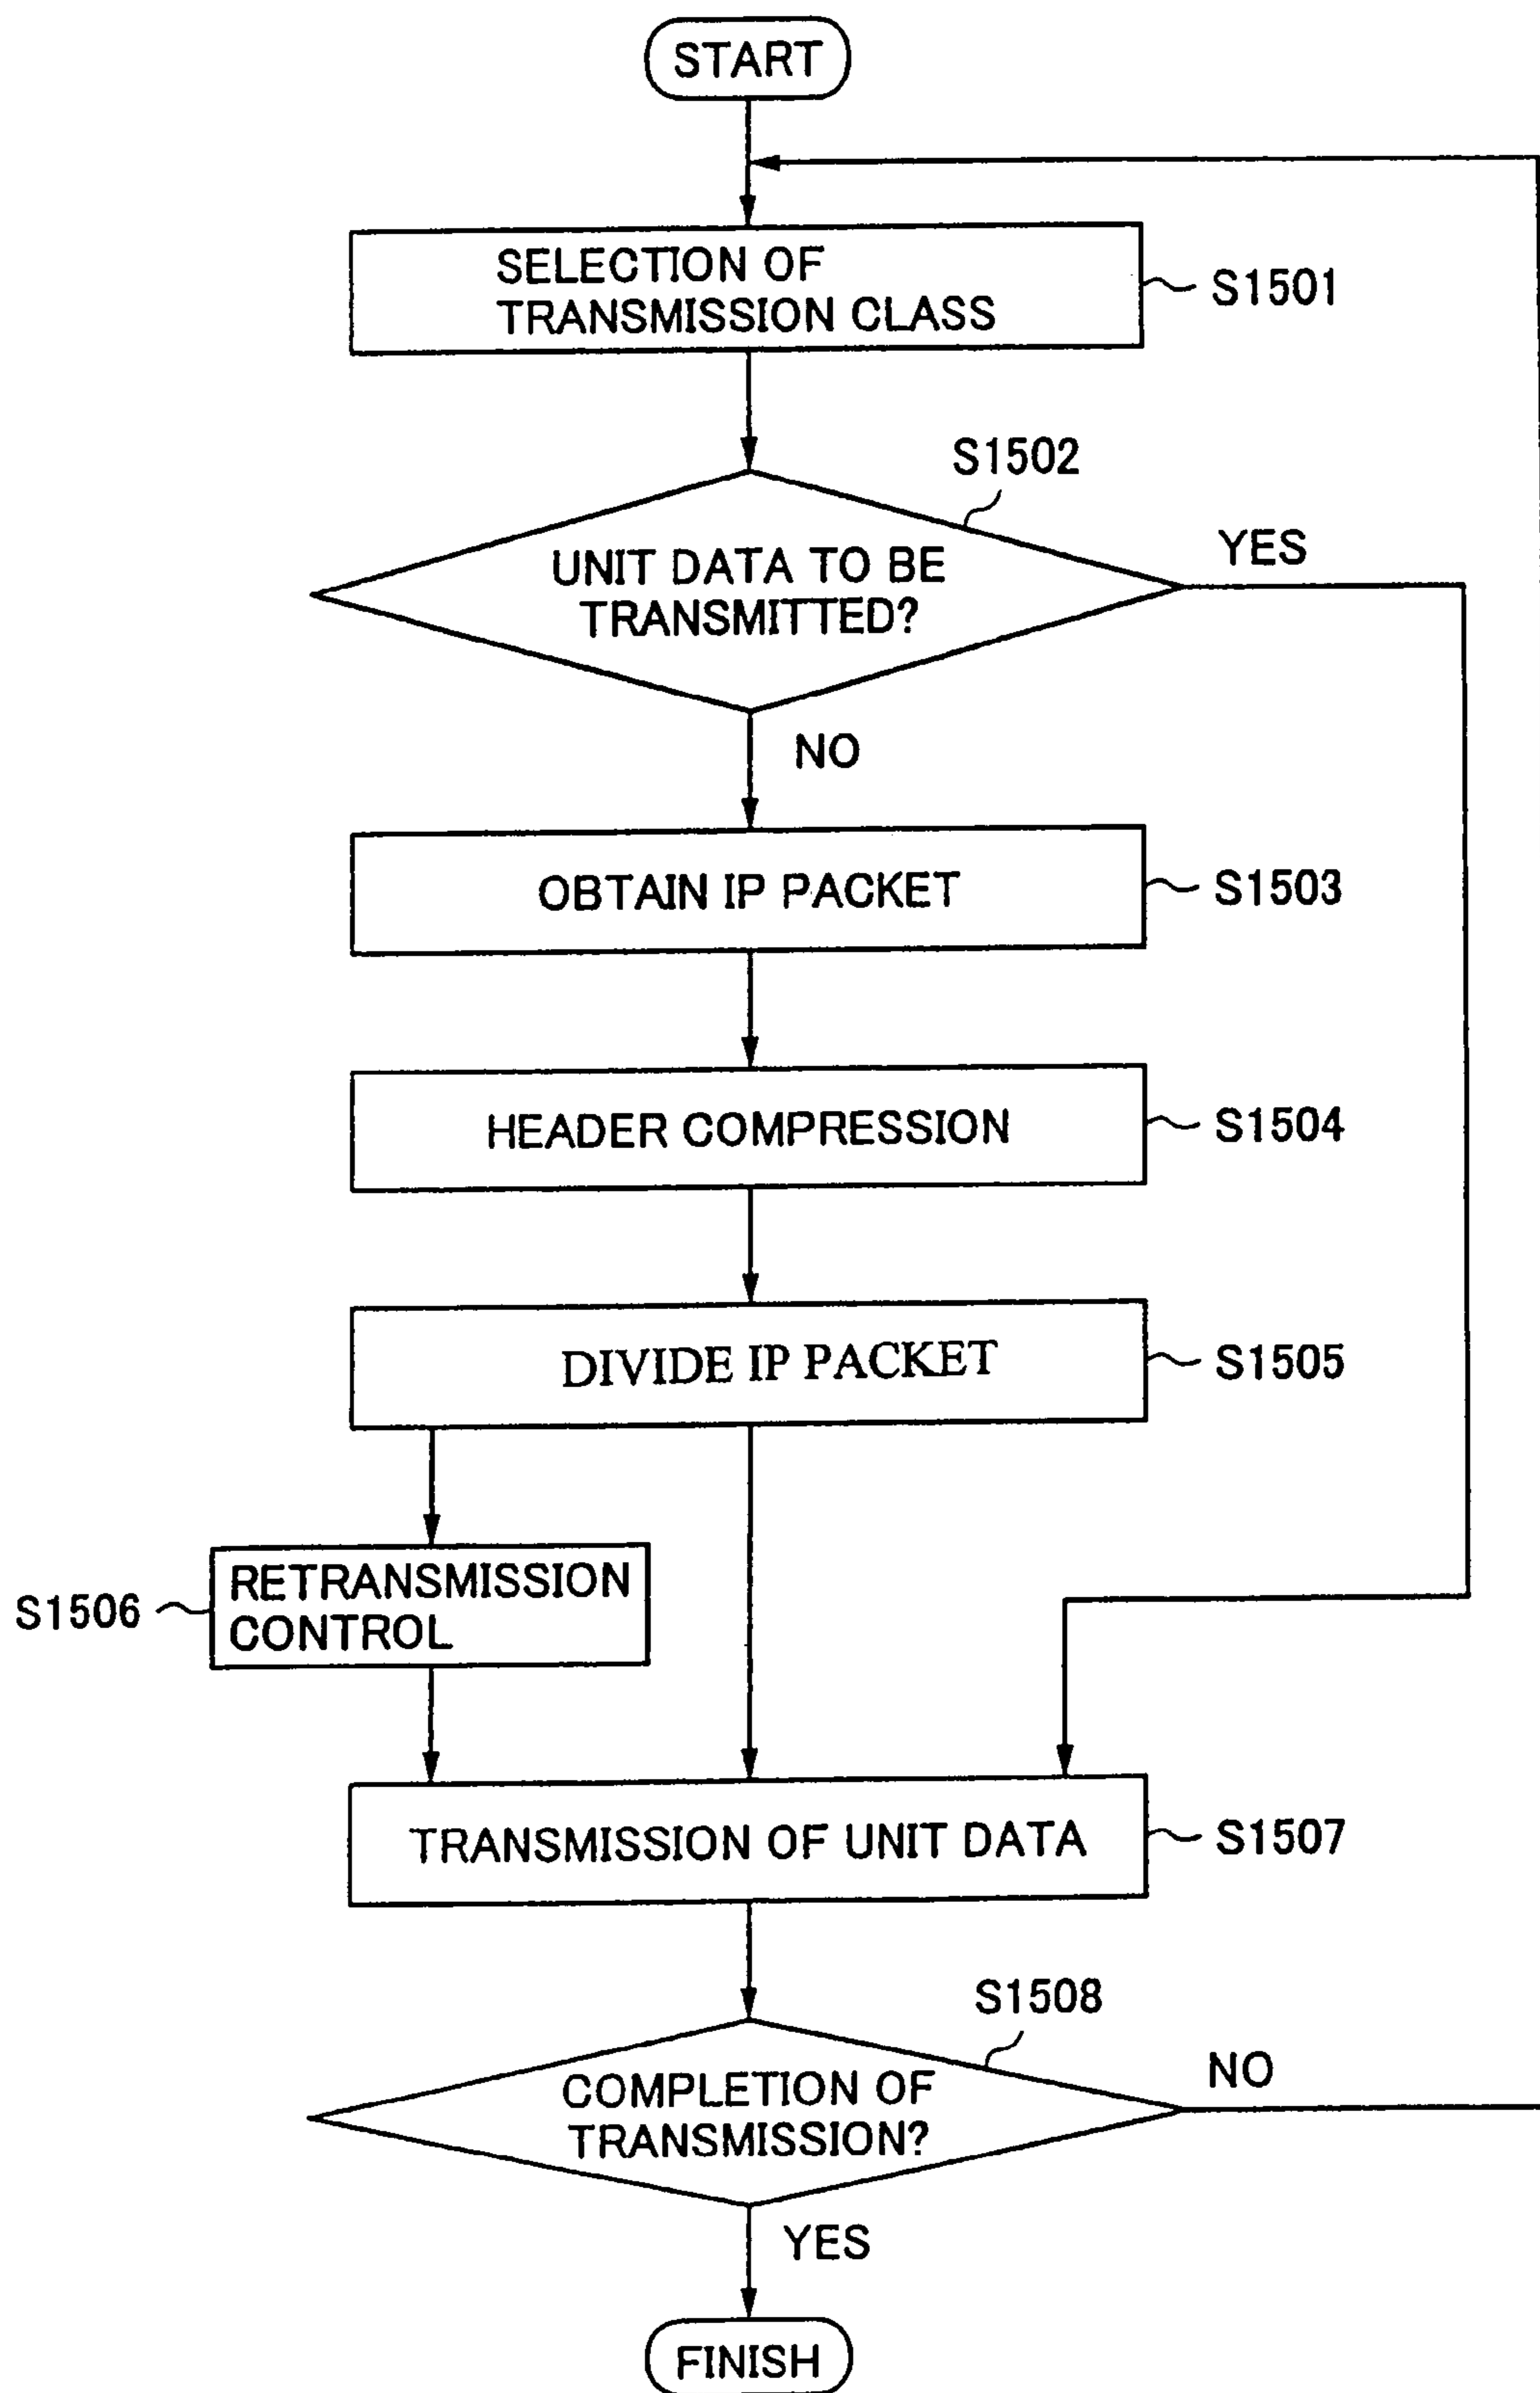 START
SELECTION OF
TRANSMISSION CLASS
S1501
S1502
UNIT DATA TO BE
TRANSMITTED?
YES
NO
OBTAIN IP PACKET
S1503
HEADER COMPRESSION
S1504
DIVIDE IP PACKET
S1505
S1506
RETRANSMISSION
CONTROL
TRANSMISSION OF UNIT DATA
S1507
S1508
COMPLETION OF
TRANSMISSION?
NO
YES
FINISH